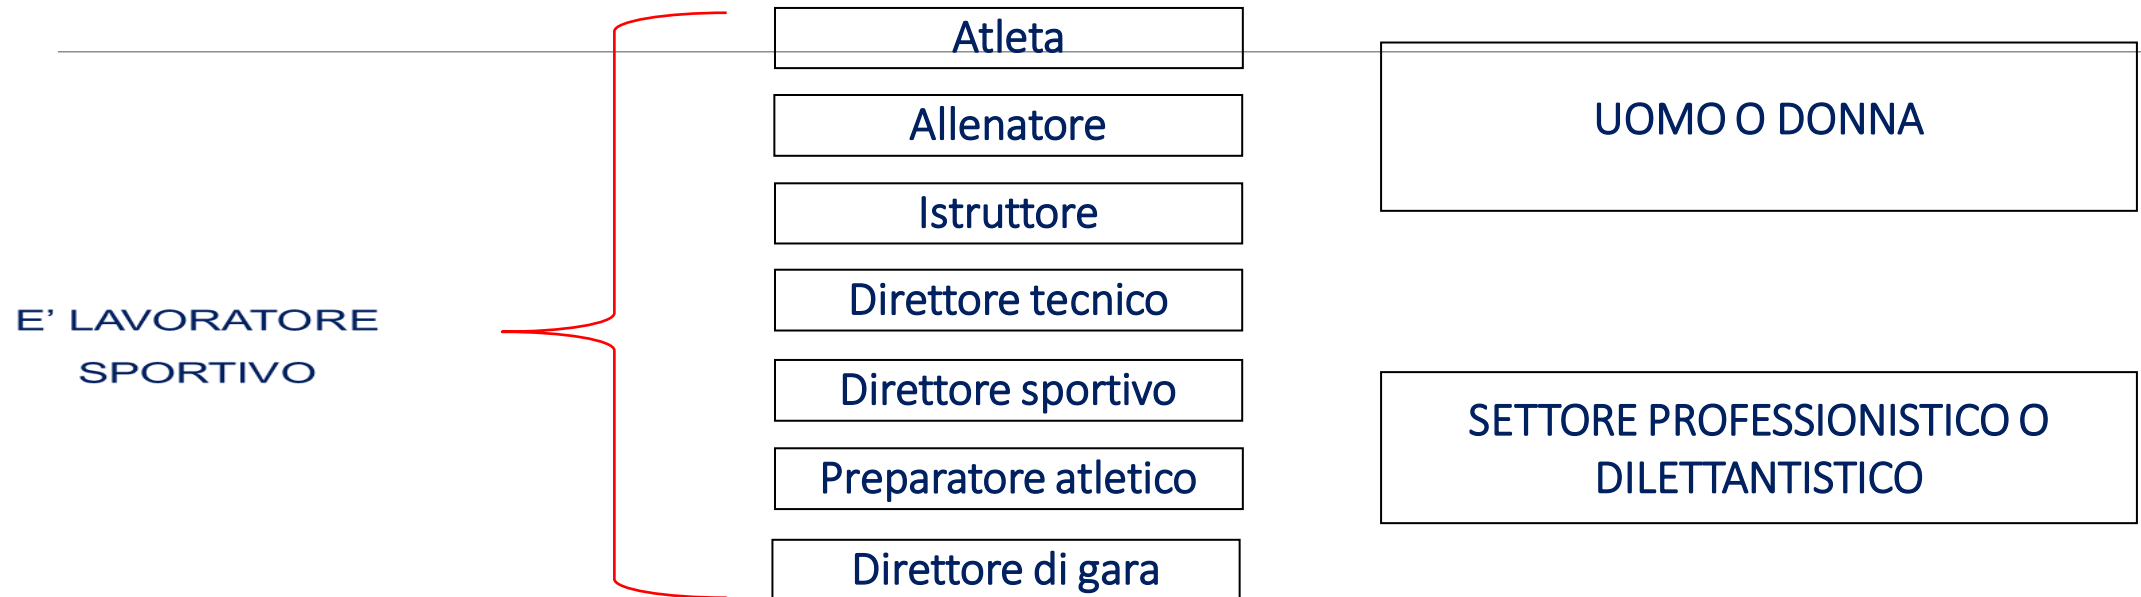 E’ LAVORATORE
SPORTIVO
Atleta
Allenatore
Istruttore
Direttore tecnico
Direttore sportivo
Preparatore atletico
Direttore di gara
UOMO O DONNA
SETTORE PROFESSIONISTICO O
DILETTANTISTICO